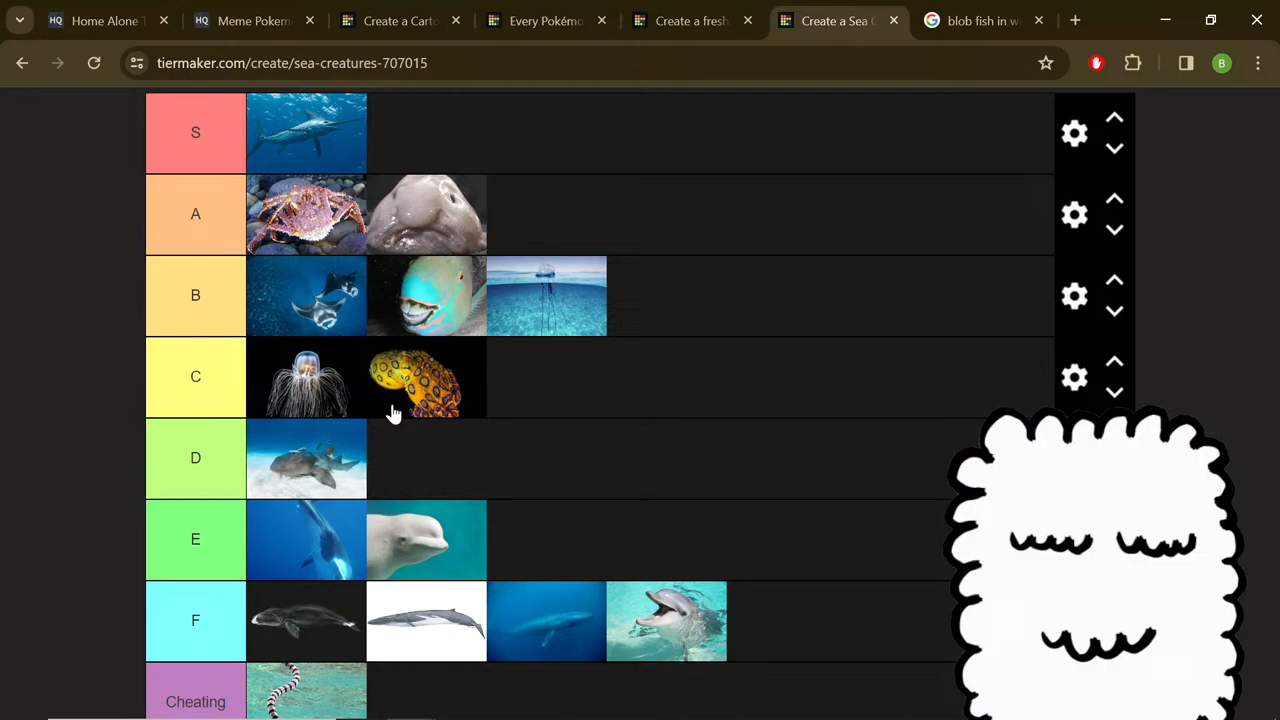 Home Alone T
Meme Pokem
Create a Carto
Every Pokémo
Create a fresh
Create a Sea C
blob fish in w
tiermaker.com/create/sea-creatures-707015
B
S
A
B
C
D
E
F
Cheating